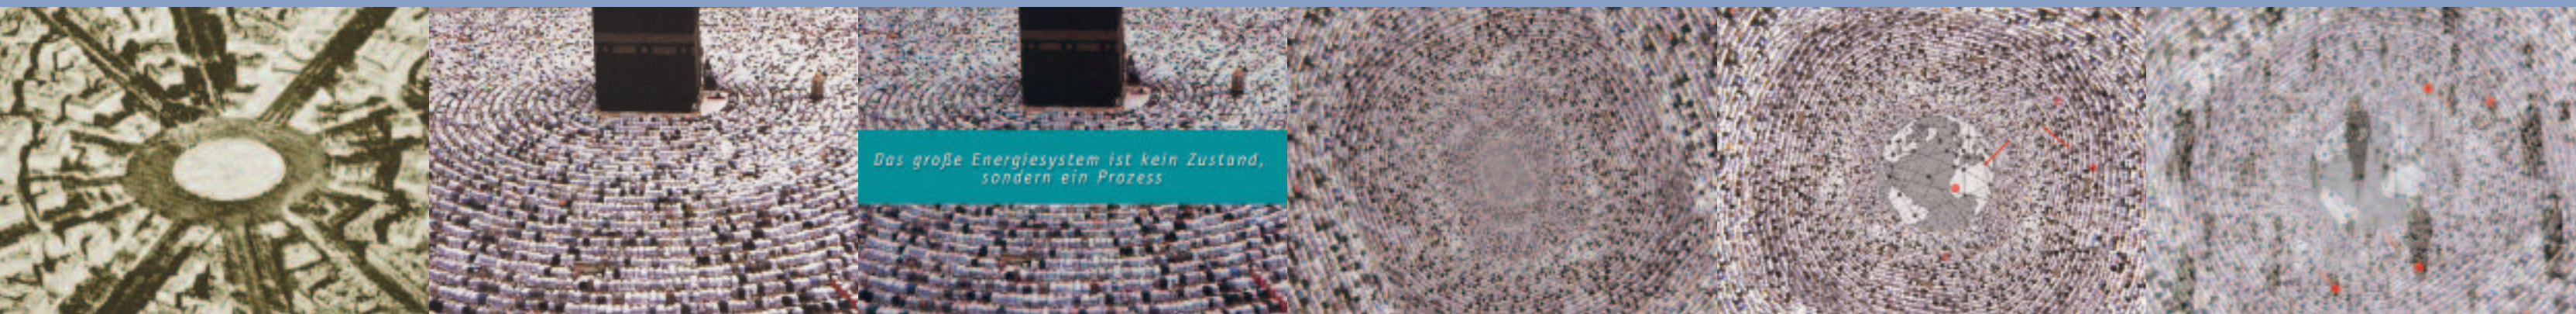 Das große Energiesystem ist kein Zustand,
sondern ein Prozess